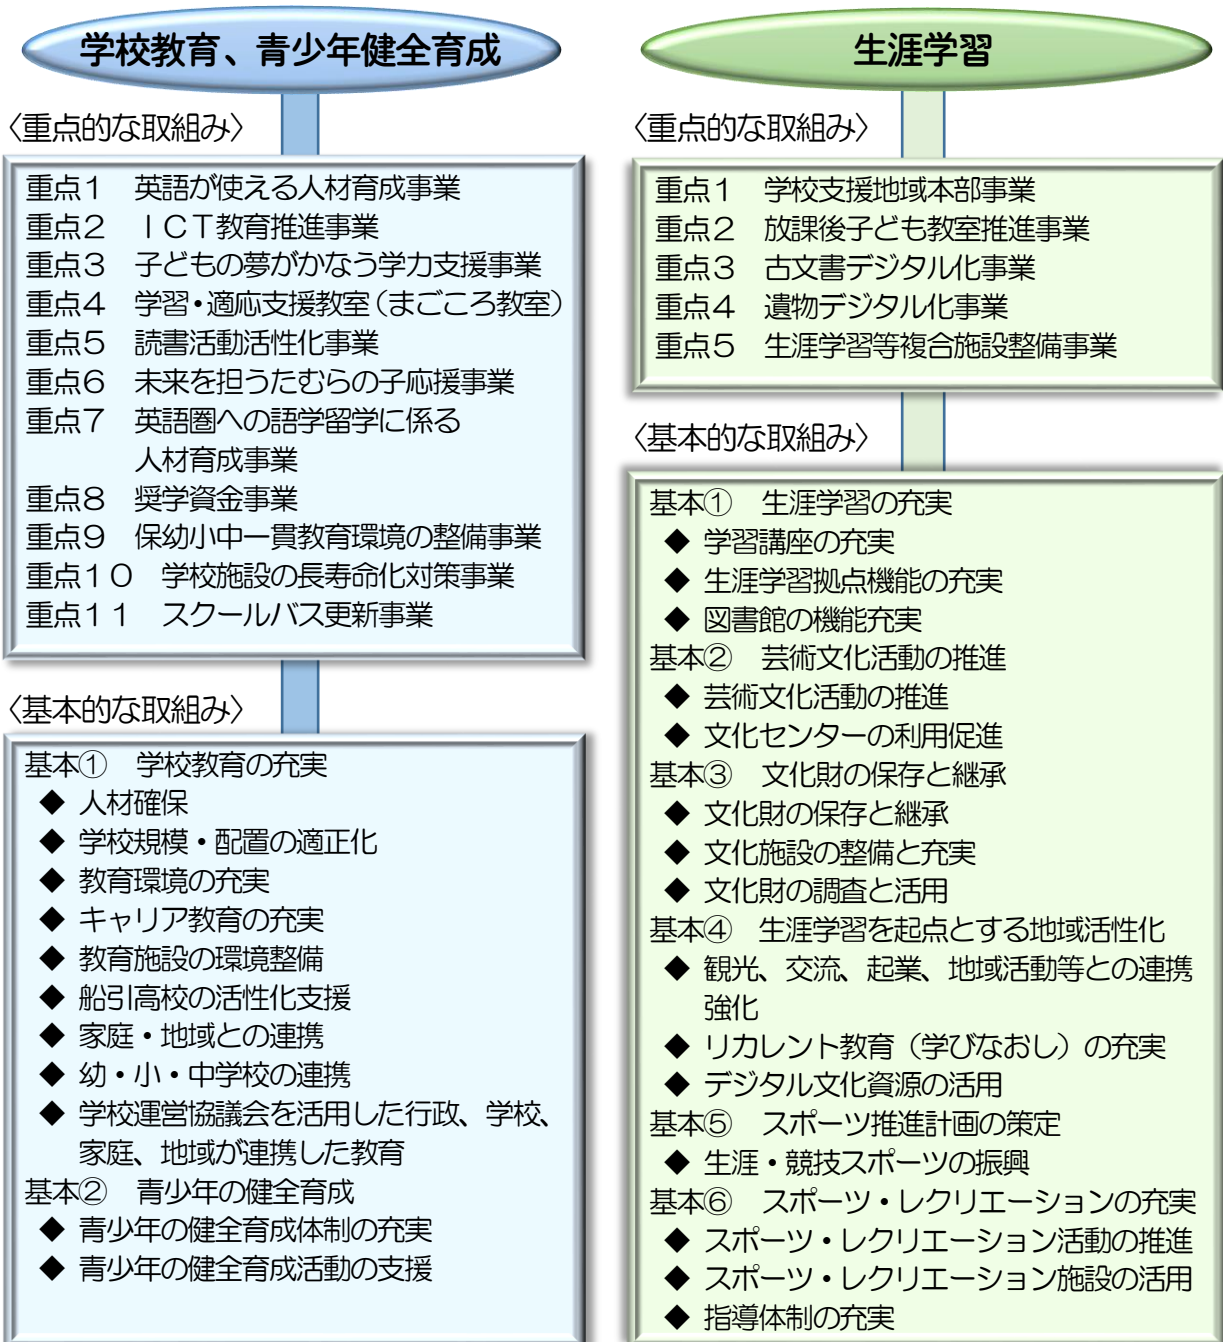 学校教育、青少年健全育成
〈重点的な取組み〉
重点１　英語が使える人材育成事業
重点２　ＩＣＴ教育推進事業
重点３　子どもの夢がかなう学力支援事業
重点４　学習・適応支援教室（まごころ教室）
重点５　読書活動活性化事業
重点６　未来を担うたむらの子応援事業
重点７　英語圏への語学留学に係る
人材育成事業
重点８　奨学資金事業
重点９　保幼小中一貫教育環境の整備事業
重点１０　学校施設の長寿命化対策事業
重点１１　スクールバス更新事業
〈基本的な取組み〉
基本①　学校教育の充実
◆ 人材確保
◆ 学校規模・配置の適正化
◆ 教育環境の充実
◆ キャリア教育の充実
◆ 教育施設の環境整備
◆ 船引高校の活性化支援
◆ 家庭・地域との連携
◆ 幼・小・中学校の連携
◆ 学校運営協議会を活用した行政、学校、
家庭、地域が連携した教育
基本②　青少年の健全育成
◆ 青少年の健全育成体制の充実
◆ 青少年の健全育成活動の支援
生涯学習
〈重点的な取組み〉
重点１　学校支援地域本部事業
重点２　放課後子ども教室推進事業
重点３　古文書デジタル化事業
重点４　遺物デジタル化事業
重点５　生涯学習等複合施設整備事業
〈基本的な取組み〉
基本①　生涯学習の充実
◆ 学習講座の充実
◆ 生涯学習拠点機能の充実
◆ 図書館の機能充実
基本②　芸術文化活動の推進
◆ 芸術文化活動の推進
◆ 文化センターの利用促進
基本③　文化財の保存と継承
◆ 文化財の保存と継承
◆ 文化施設の整備と充実
◆ 文化財の調査と活用
基本④　生涯学習を起点とする地域活性化
◆ 観光、交流、起業、地域活動等との連携
強化
◆ リカレント教育（学びなおし）の充実
◆ デジタル文化資源の活用
基本⑤　スポーツ推進計画の策定
◆ 生涯・競技スポーツの振興
基本⑥　スポーツ・レクリエーションの充実
◆ スポーツ・レクリエーション活動の推進
◆ スポーツ・レクリエーション施設の活用
◆ 指導体制の充実